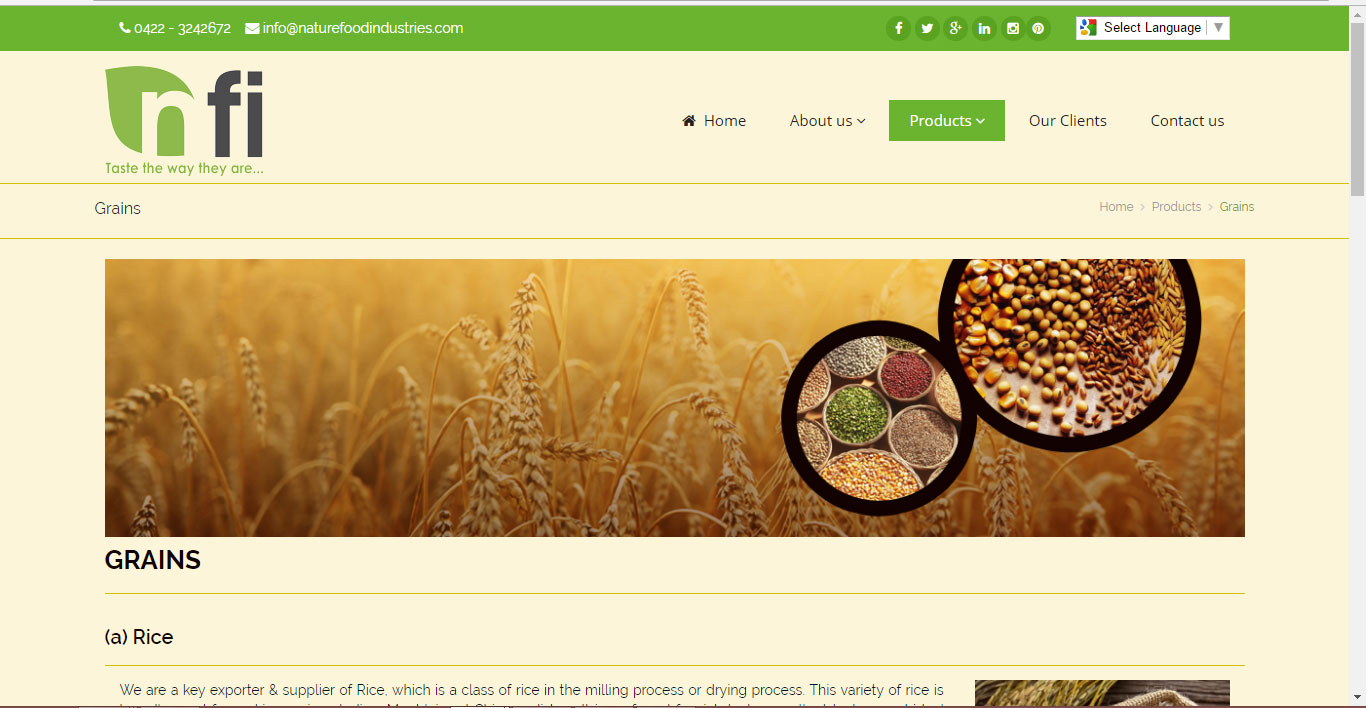 0422 - 3242672 info@naturefoodindustries.com Select Language ▼
nfi
Taste the way they are...
Home About us Products Our Clients Contact us
Grains Home > Products > Grains
GRAINS
(a) Rice
We are a key exporter & supplier of Rice, which is a class of rice in the milling process or drying process. This variety of rice is